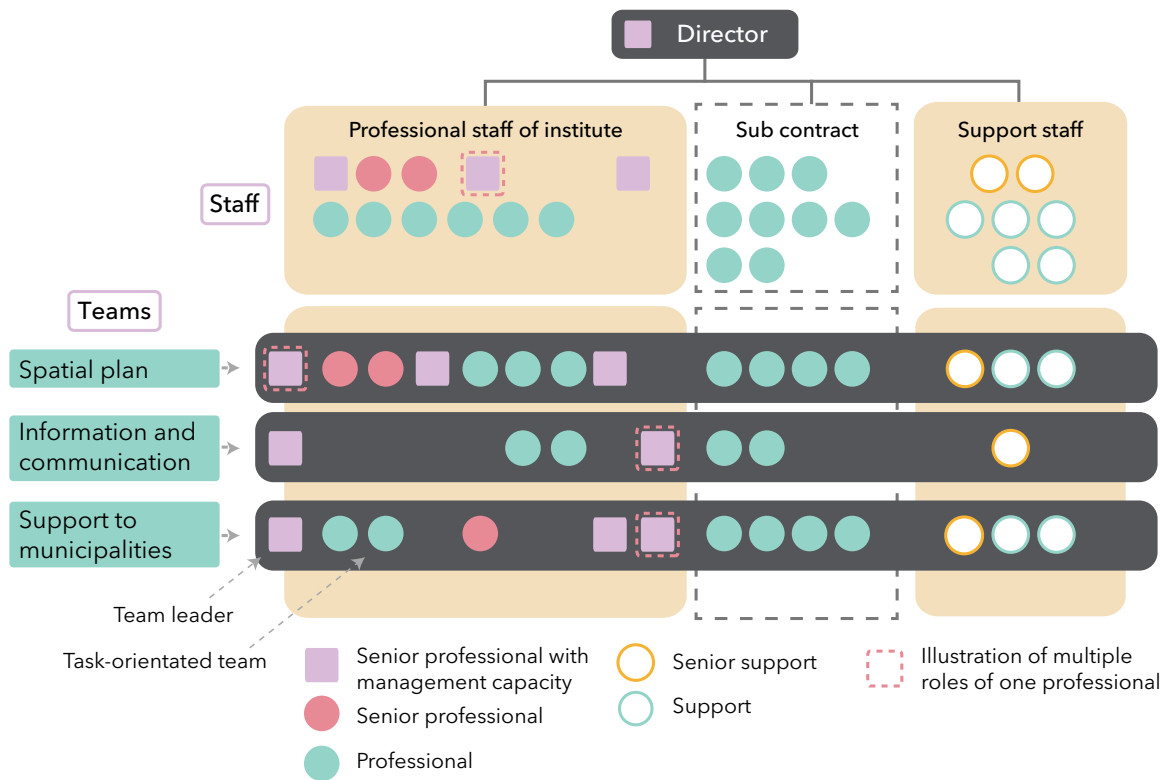 Director
Professional staff of institute
Sub contract
Support staff
Staff
Teams
Spatial plan
Information and
communication
Support to
municipalities
Team leader
Task-orientated team
Senior professional with
management capacity
Senior professional
Professional
Senior support
Support
Illustration of multiple
roles of one professional